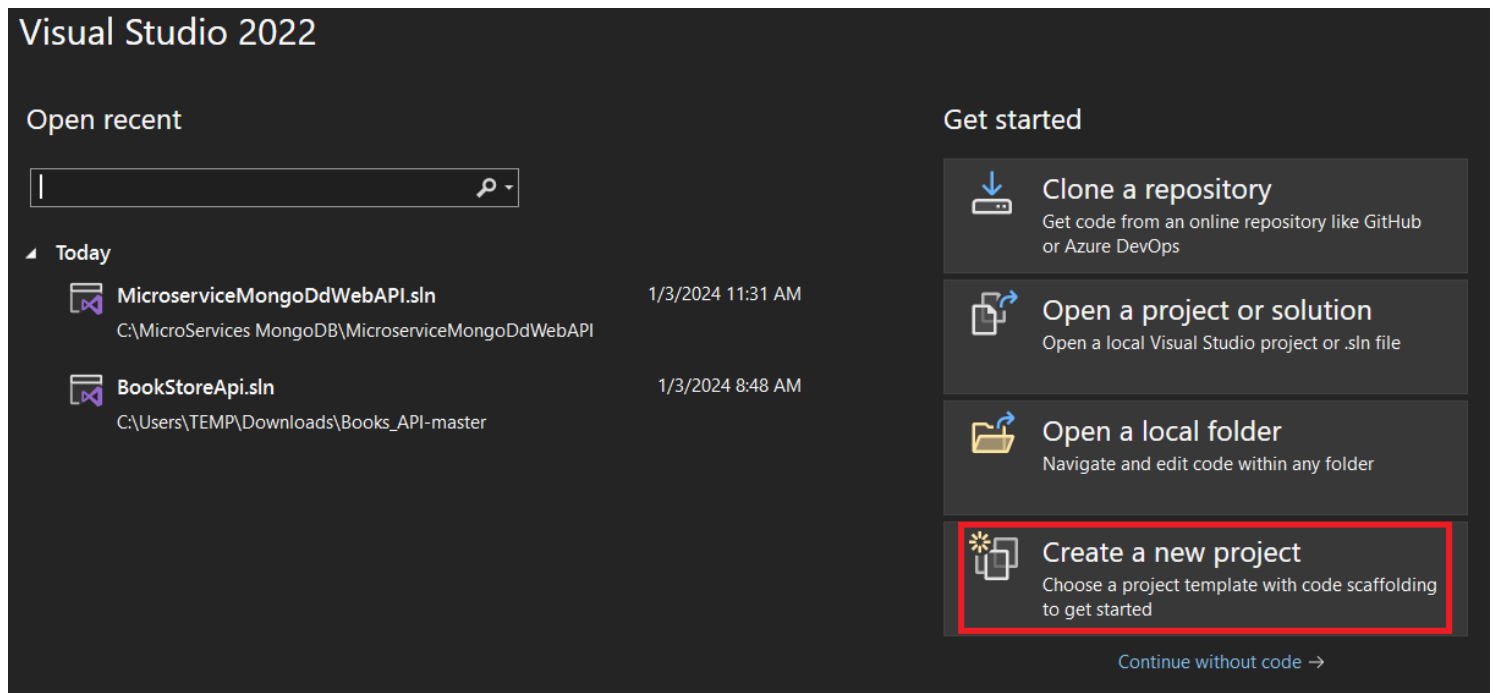 Visual Studio 2022
Open recent
Today
MicroserviceMongoDdWebAPI.sln 1/3/2024 11:31 AM
C:\MicroServices MongoDB\MicroserviceMongoDdWebAPI
BookStoreApi.sln 1/3/2024 8:48 AM
C:\Users\TEMP\Downloads\Books_API-master
Get started
Clone a repository
Get code from an online repository like GitHub
or Azure DevOps
Open a project or solution
Open a local Visual Studio project or .sln file
Open a local folder
Navigate and edit code within any folder
Create a new project
Choose a project template with code scaffolding
to get started
Continue without code →